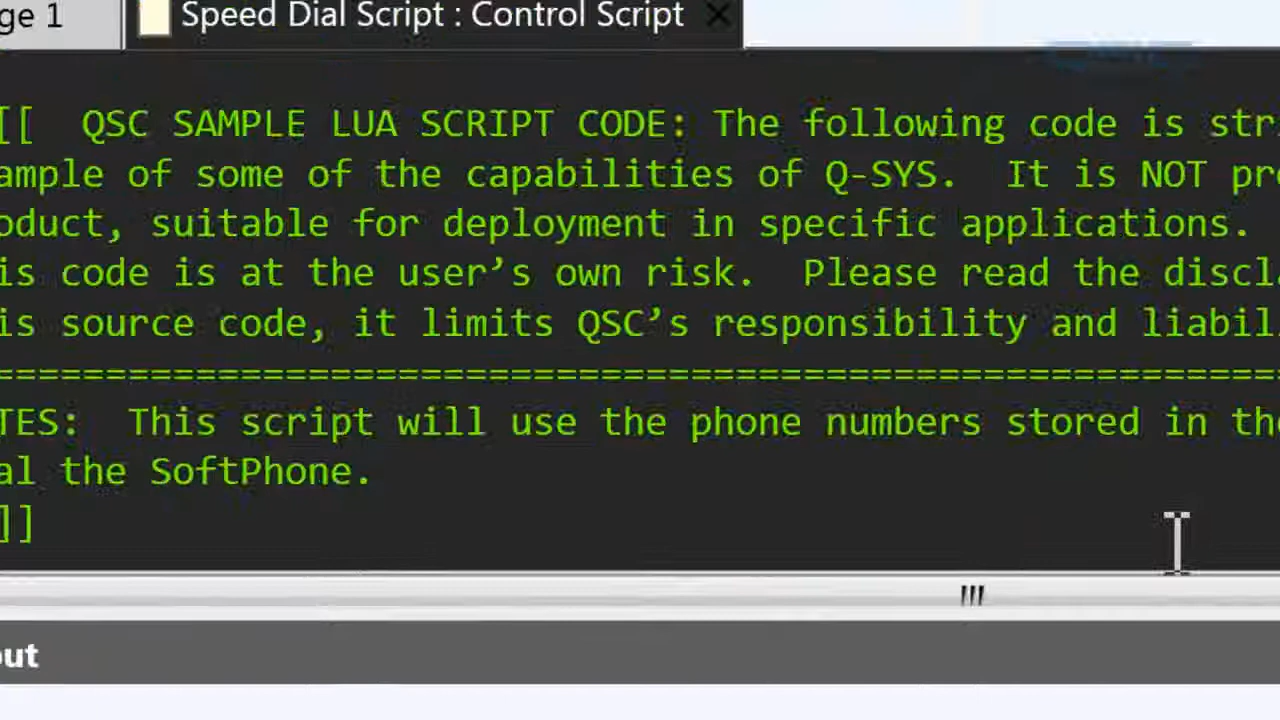 ge 1 Speed Dial Script : Control Script
[[  QSC SAMPLE LUA SCRIPT CODE: The following code is str
ample of some of the capabilities of Q-SYS.  It is NOT pr
oduct, suitable for deployment in specific applications.
is code is at the user’s own risk.  Please read the discl
is source code, it limits QSC’s responsibility and liabil
=========================================================
TES:  This script will use the phone numbers stored in th
al the SoftPhone.
]]
out